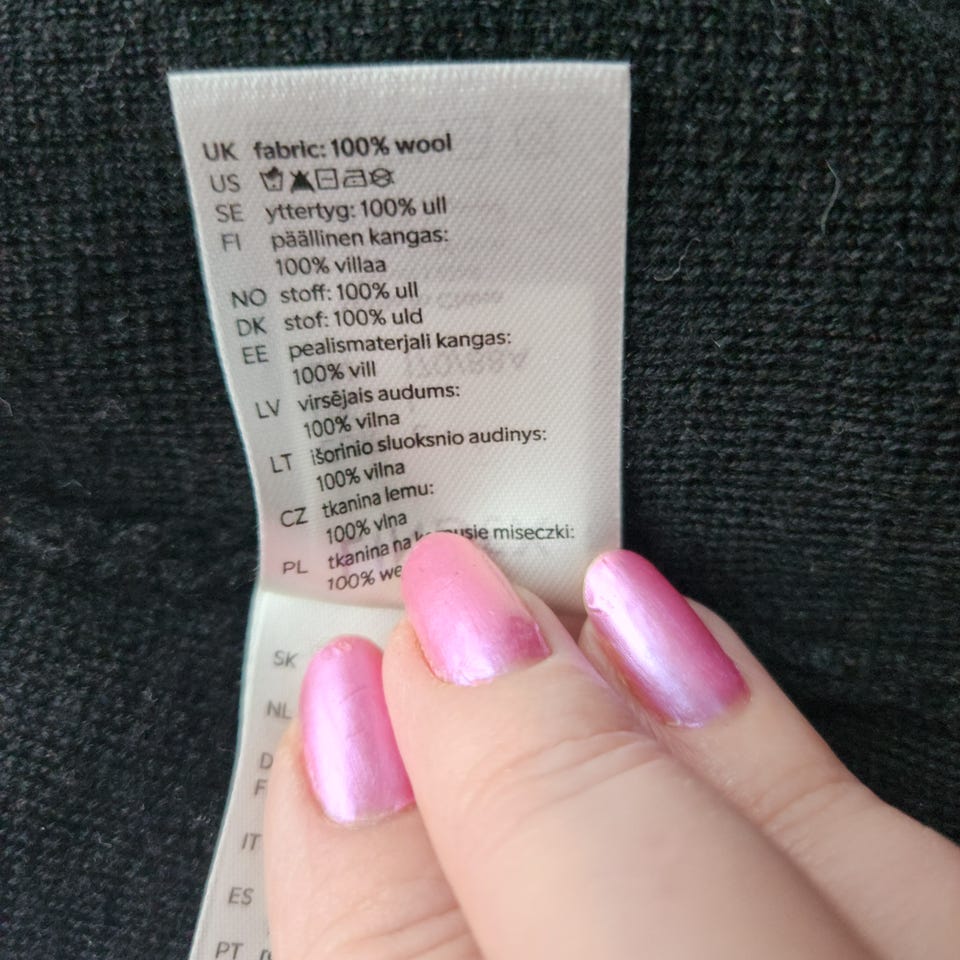 UK fabric: 100% wool
US
SE yttertyg: 100% ull
FI päällinen kangas:
100% villaa
NO stoff: 100% ull
DK stof: 100% uld
EE pealismaterjali kangas:
100% vill
LV virsējais audums:
100% vilna
LT išorinio sluoksnio audinys:
100% vilna
CZ tkanina lemu:
100% vlna
PL tkanina na miseczki:
100%
SK
NL
IT
ES
PT